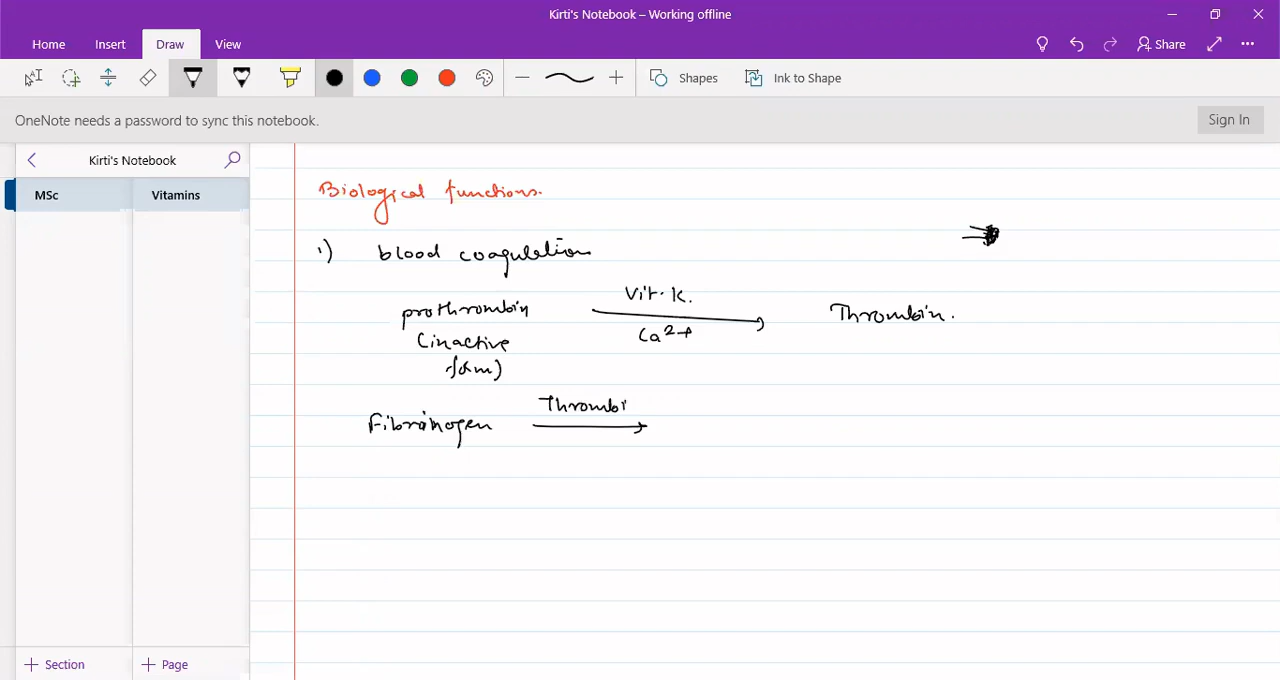 Kirti's Notebook – Working offline
Home Insert Draw View
Share
Shapes Ink to Shape
OneNote needs a password to sync this notebook.
Sign In
Kirti's Notebook
MSc Vitamins
Biological functions.
1) blood coagulation
Vit. K.
prothrombin Thrombin.
Ca2+
(inactive
form)
Thrombi
Fibrinogen
+ Section + Page